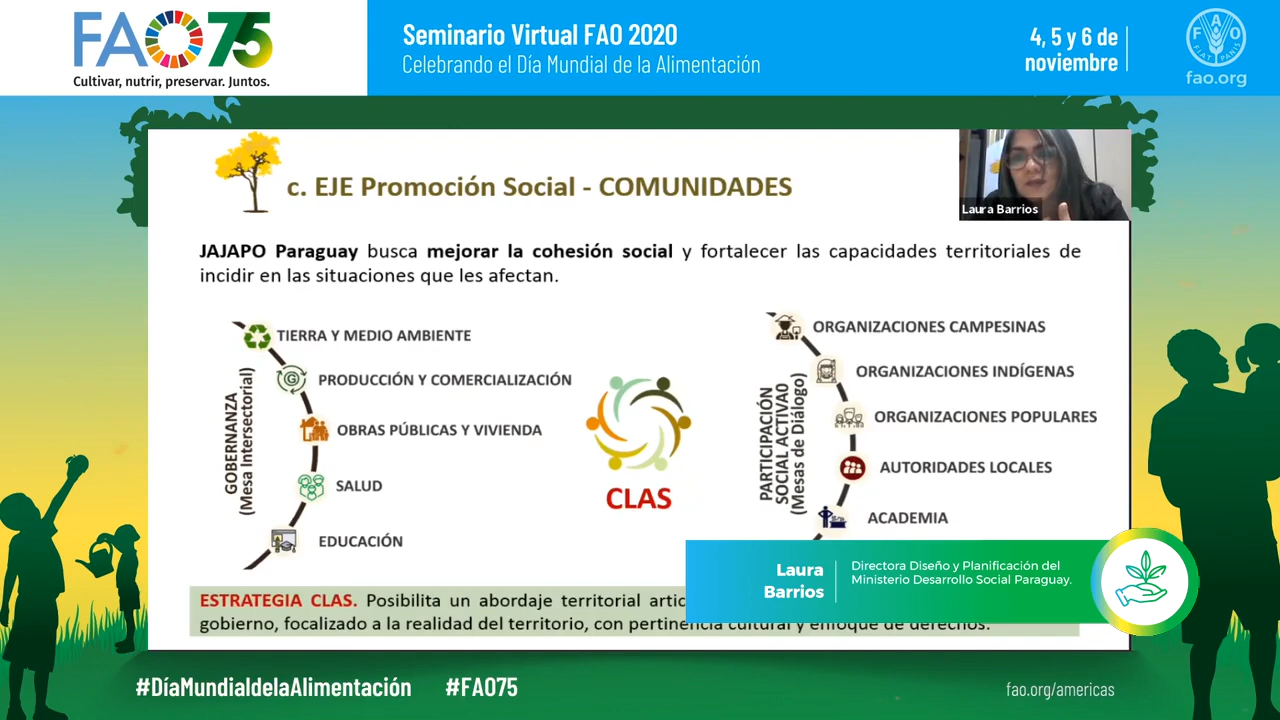 FAO75
Cultivar, nutrir, preservar. Juntos.
Seminario Virtual FAO 2020
Celebrando el Día Mundial de la Alimentación
4, 5 y 6 de
noviembre
FAO
FIAT PANIS
fao.org
c. EJE Promoción Social - COMUNIDADES
Laura Barrios
JAJAPO Paraguay busca mejorar la cohesión social y fortalecer las capacidades territoriales de
incidir en las situaciones que les afectan.
GOBERNANZA
(Mesa Intersectorial)
TIERRA Y MEDIO AMBIENTE
PRODUCCIÓN Y COMERCIALIZACIÓN
OBRAS PÚBLICAS Y VIVIENDA
SALUD
EDUCACIÓN
CLAS
PARTICIPACIÓN
SOCIAL ACTIVA0
(Mesas de Diálogo)
ORGANIZACIONES CAMPESINAS
ORGANIZACIONES INDÍGENAS
ORGANIZACIONES POPULARES
AUTORIDADES LOCALES
ACADEMIA
ESTRATEGIA CLAS. Posibilita un abordaje territorial
gobierno, focalizado a la realidad del territorio, con pertinencia cultural y enfoque de derechos.
Laura
Barrios
Directora Diseño y Planificación del
Ministerio Desarrollo Social Paraguay.
#DíaMundialdelaAlimentación #FAO75
fao.org/americas